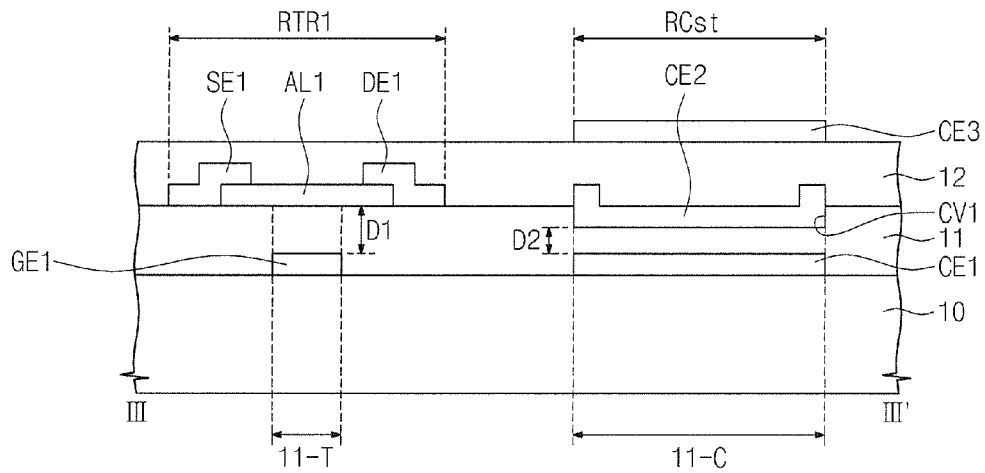 RTR1
RCst
SE1
AL1
DE1
CE2
CE3
12
D1
D2
CV1
11
GE1
CE1
10
III
III'
11-T
11-C